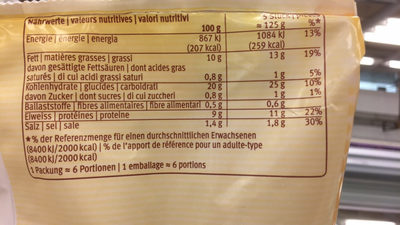 Nährwerte | valeurs nutritives | valori nutritivi
100 g 5 Stück
≈ 125 g %*
Energie | énergie | energia 867 kJ 1084 kJ 13%
(207 kcal) (259 kcal)
Fett | matières grasses | grassi 10 g 13 g 19%
davon gesättigte Fettsäuren | dont acides gras
saturés | di cui acidi grassi saturi 0,8 g 1 g 5%
Kohlenhydrate | glucides | carboidrati 20 g 25 g 10%
davon Zucker | dont sucres | di cui zuccheri 0,8 g 1 g 1%
Ballaststoffe | fibres alimentaires | fibre alimentari 0,5 g 0,6 g
Eiweiss | protéines | proteine 9 g 11 g 22%
Salz | sel | sale 1,4 g 1,8 g 30%
*% der Referenzmenge für einen durchschnittlichen Erwachsenen
(8400 kJ/2000 kcal) | % de l'apport de référence pour un adulte-type
(8400 kJ/2000 kcal)
1 Packung ≈ 6 Portionen | 1 emballage ≈ 6 portions